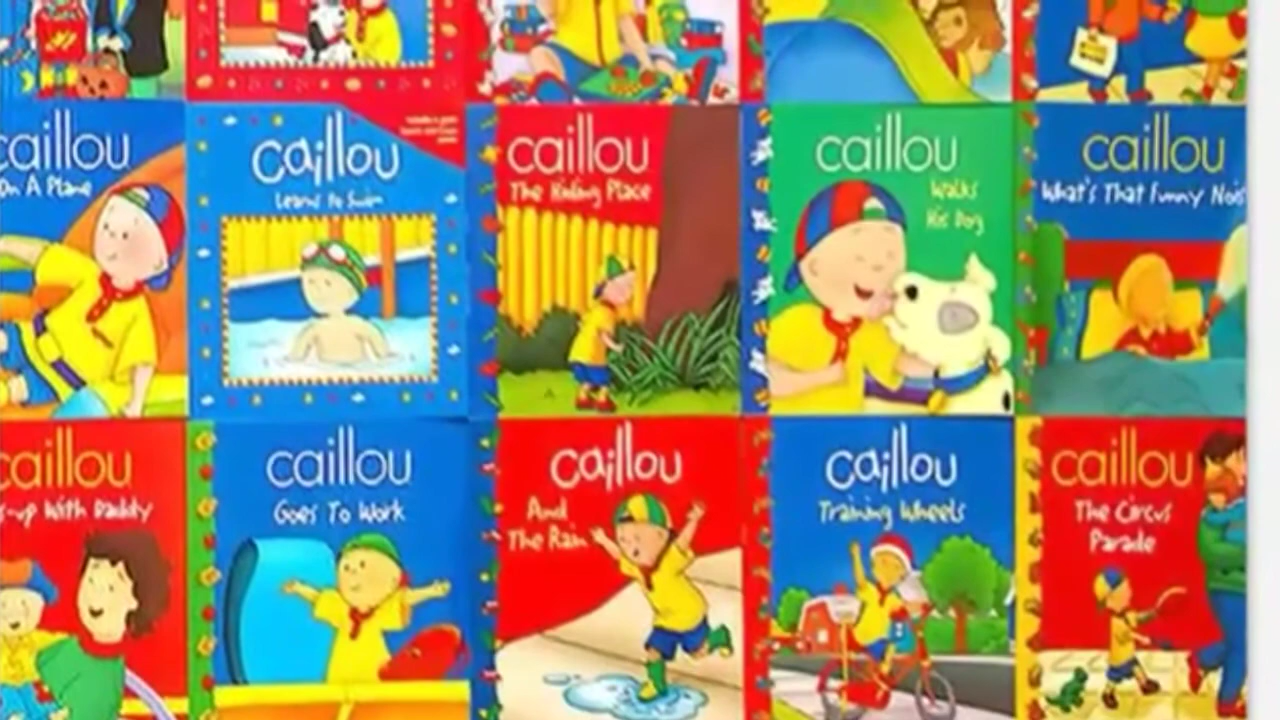 caillou
On A Plane
caillou
Learns to Swim
caillou
The Hiding Place
caillou
Walks
His Dog
caillou
What's That Funny Nois
caillou
-up With Daddy
caillou
Goes To Work
caillou
And
The Rain
caillou
Training Wheels
caillou
The Circus
Parade